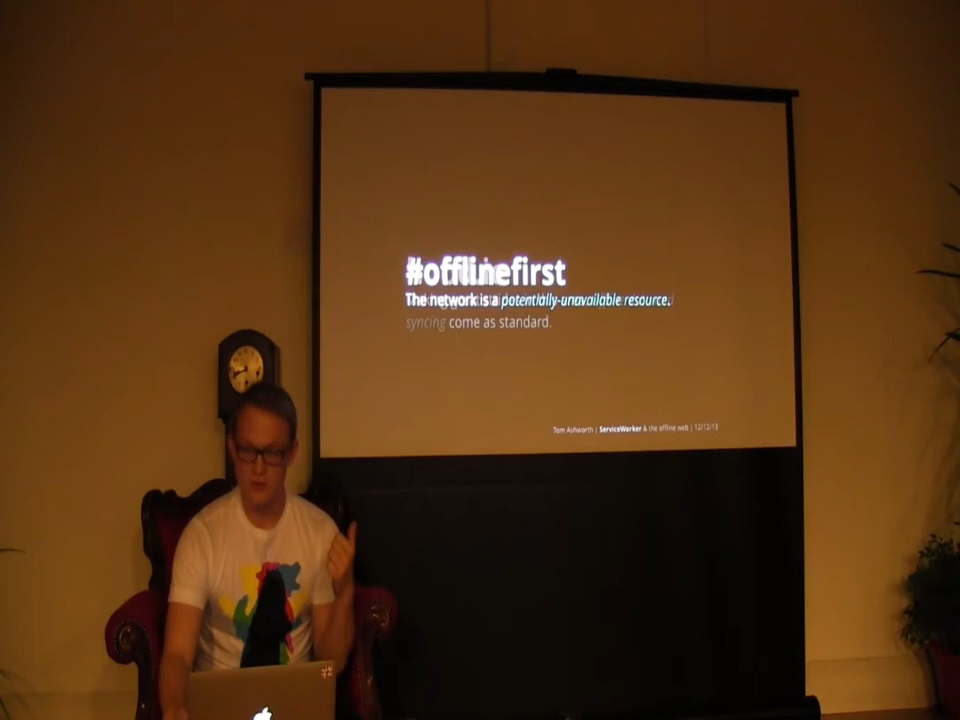 #offlinefirst
The network is a potentially-unavailable resource.
syncing come as standard.
Tom Ashworth | ServiceWorker & the offline web | 12/12/13